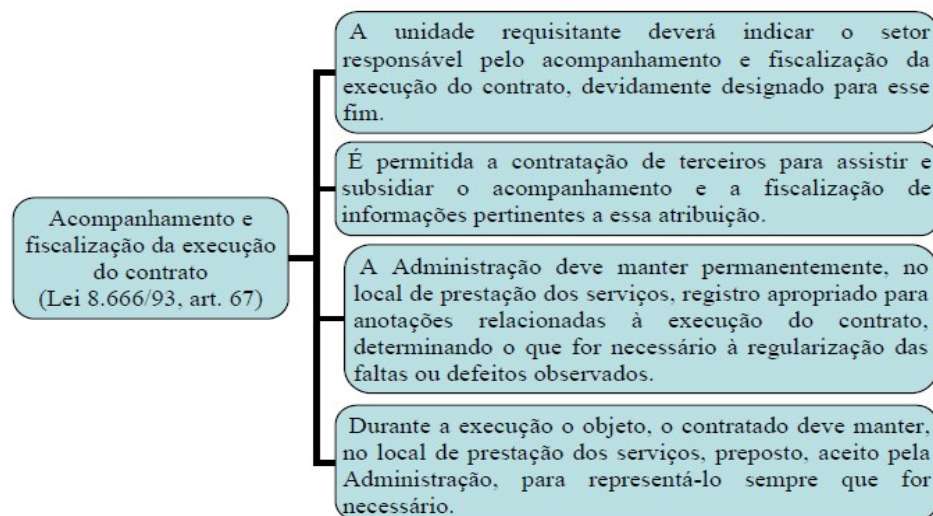 Acompanhamento e
fiscalização da execução
do contrato
(Lei 8.666/93, art. 67)
A unidade requisitante deverá indicar o setor
responsável pelo acompanhamento e fiscalização da
execução do contrato, devidamente designado para esse
fim.
É permitida a contratação de terceiros para assistir e
subsidiar o acompanhamento e a fiscalização de
informações pertinentes a essa atribuição.
A Administração deve manter permanentemente, no
local de prestação dos serviços, registro apropriado para
anotações relacionadas à execução do contrato,
determinando o que for necessário à regularização das
faltas ou defeitos observados.
Durante a execução o objeto, o contratado deve manter,
no local de prestação dos serviços, preposto, aceito pela
Administração, para representá-lo sempre que for
necessário.